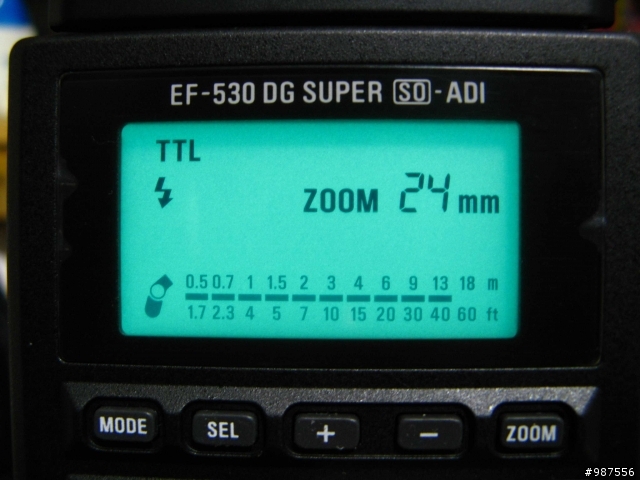 EF-530 DG SUPER SO-ADI
TTL
ZOOM 24 mm
0.5 0.7 1 1.5 2 3 4 6 9 13 18 m
1.7 2.3 4 5 7 10 15 20 30 40 60 ft
MODE SEL + - ZOOM
#987556